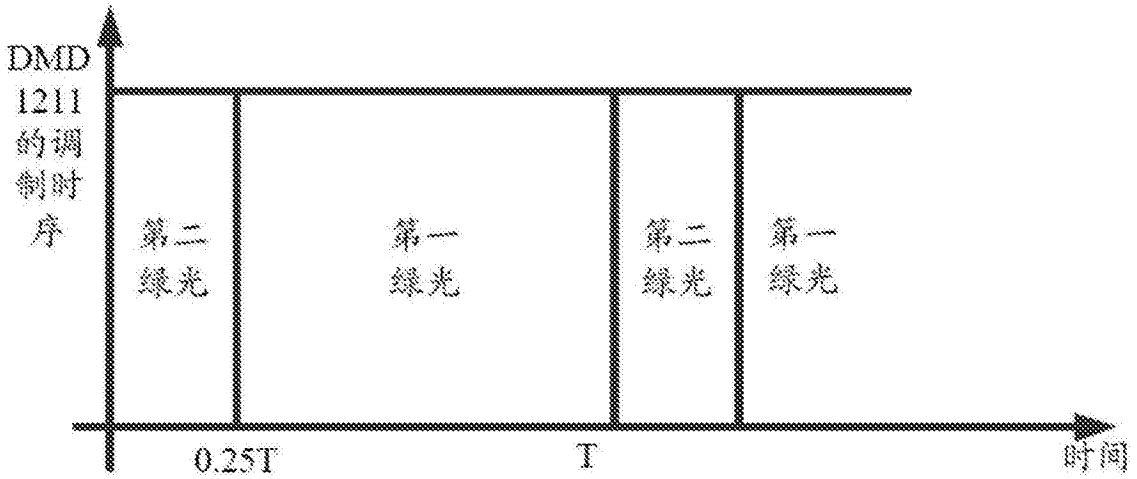 DMD
1211
的调
制时
序
第二
绿光
第一
绿光
第二
绿光
第一
绿光
0.25T
T
时间